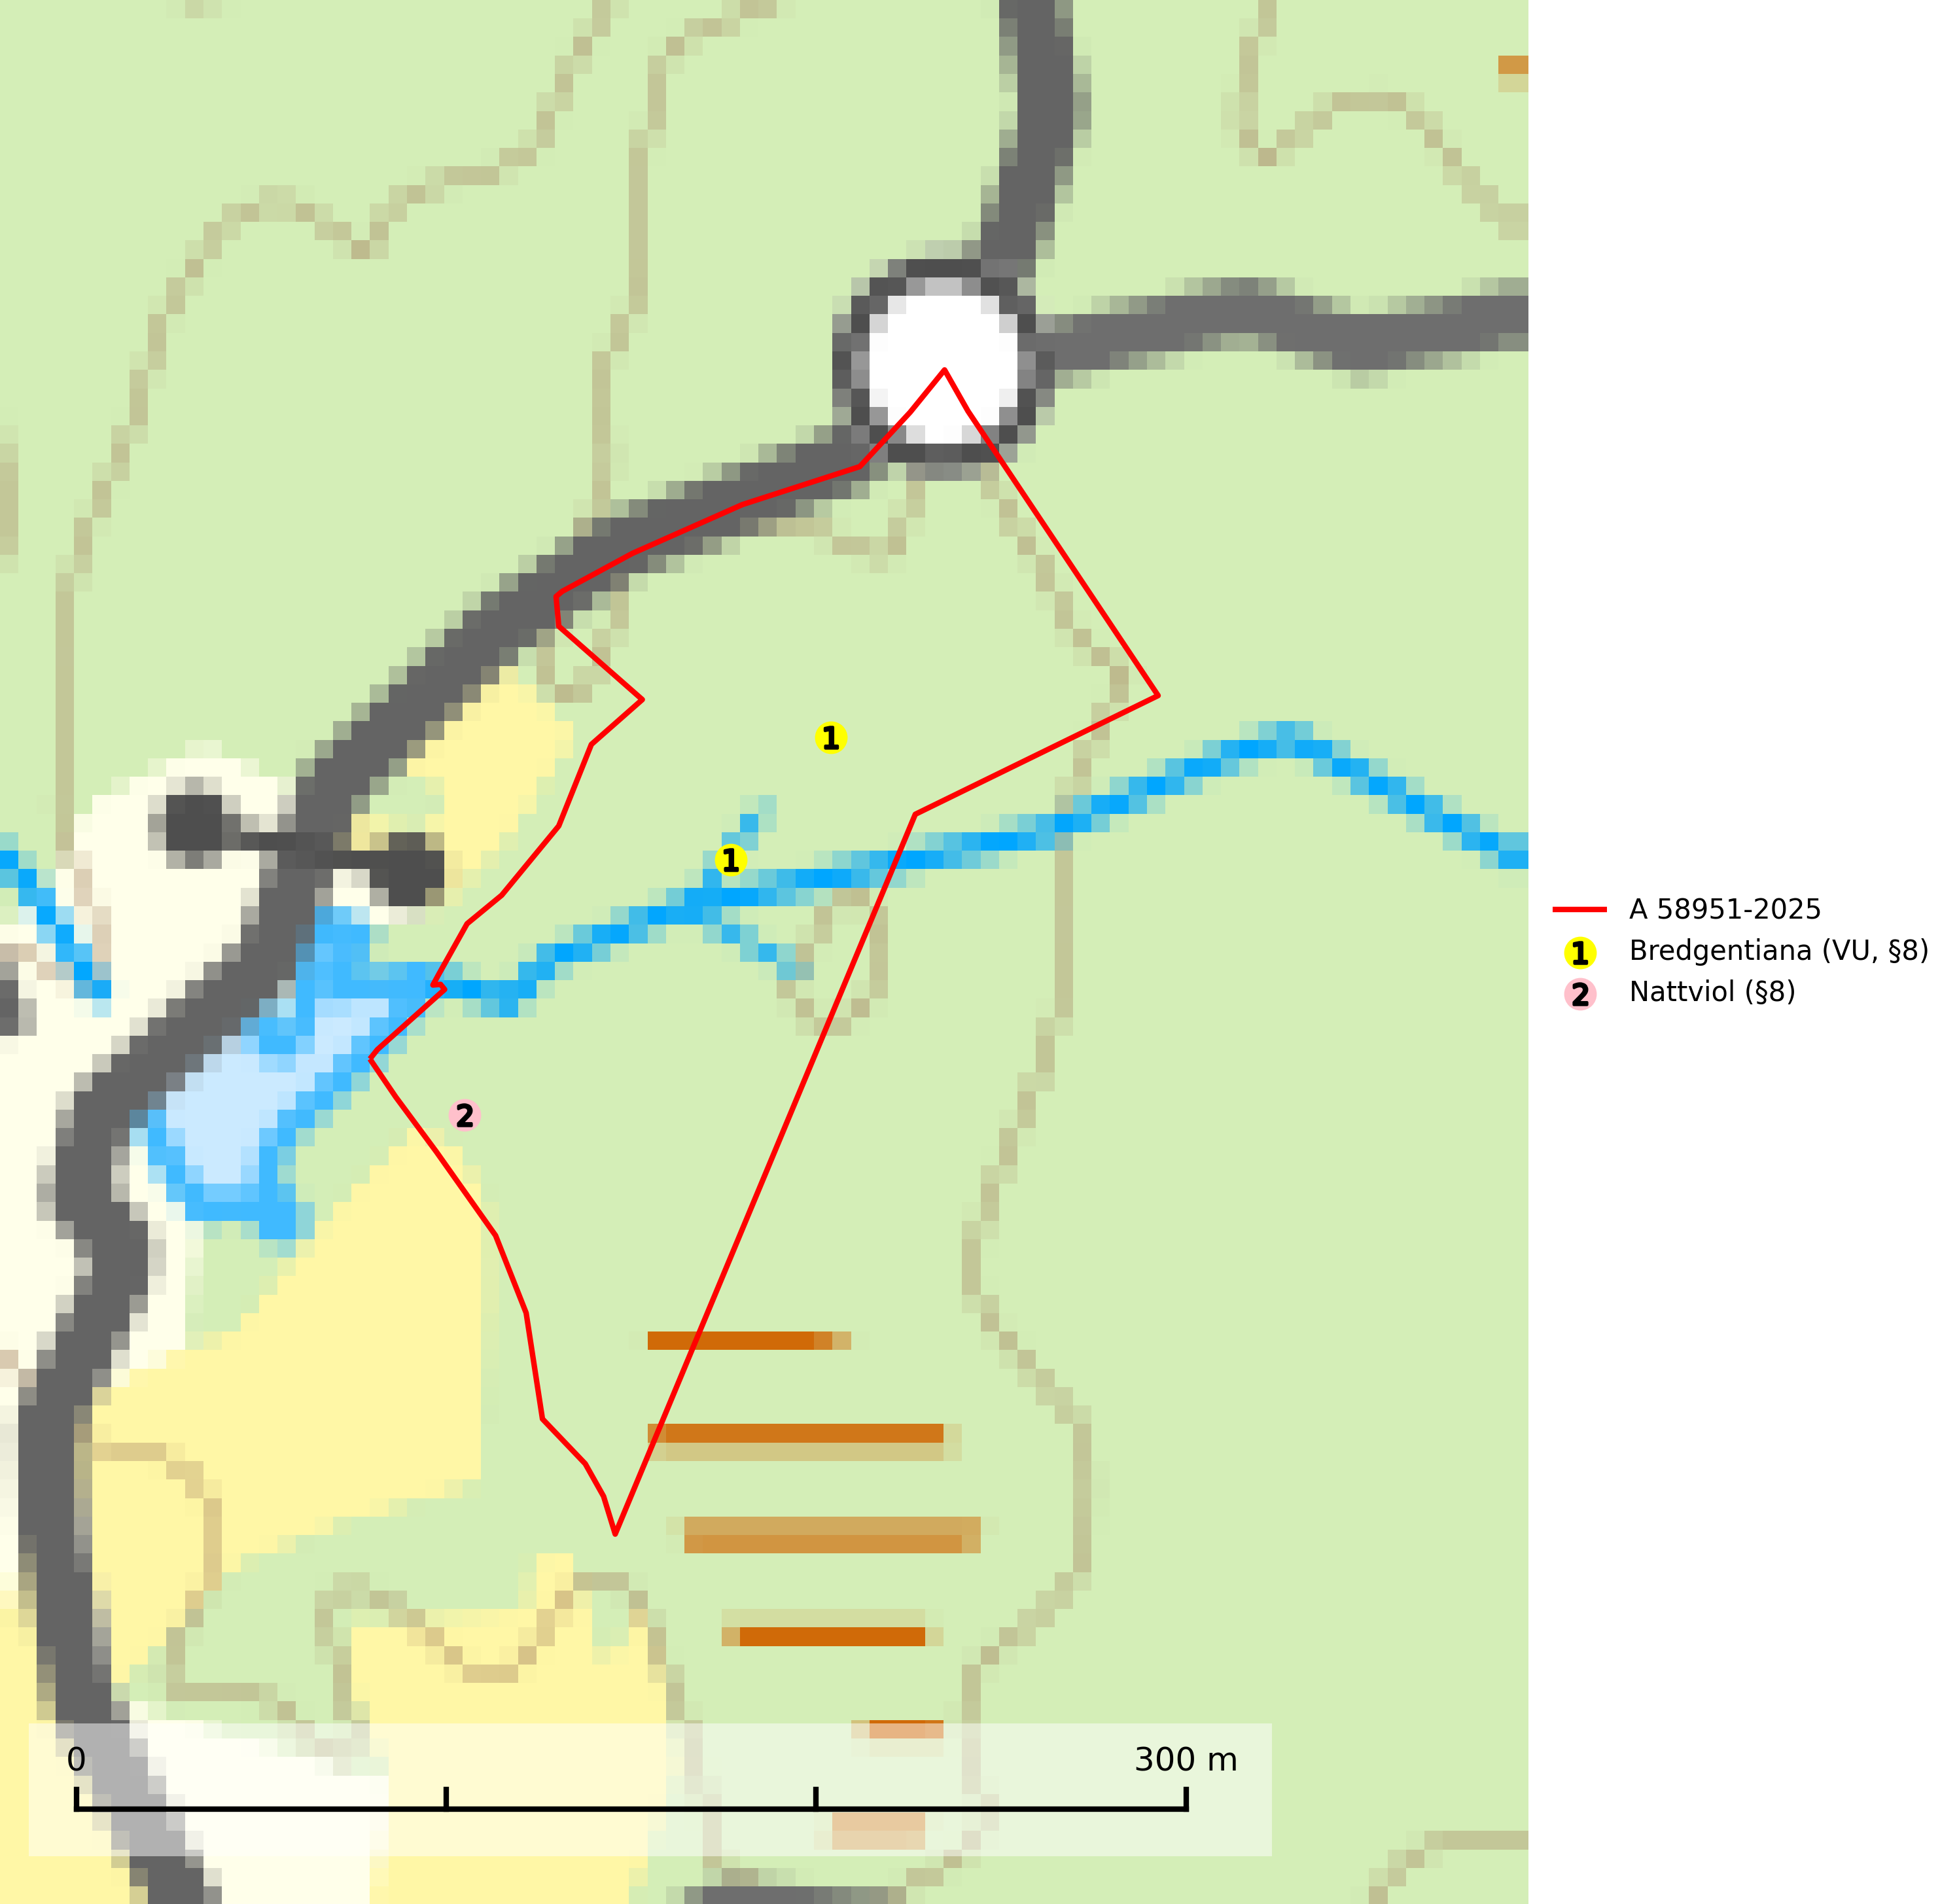 1
1
2
A 58951-2025
1 Bredgentiana (VU, §8)
2 Nattviol (§8)
0 300 m